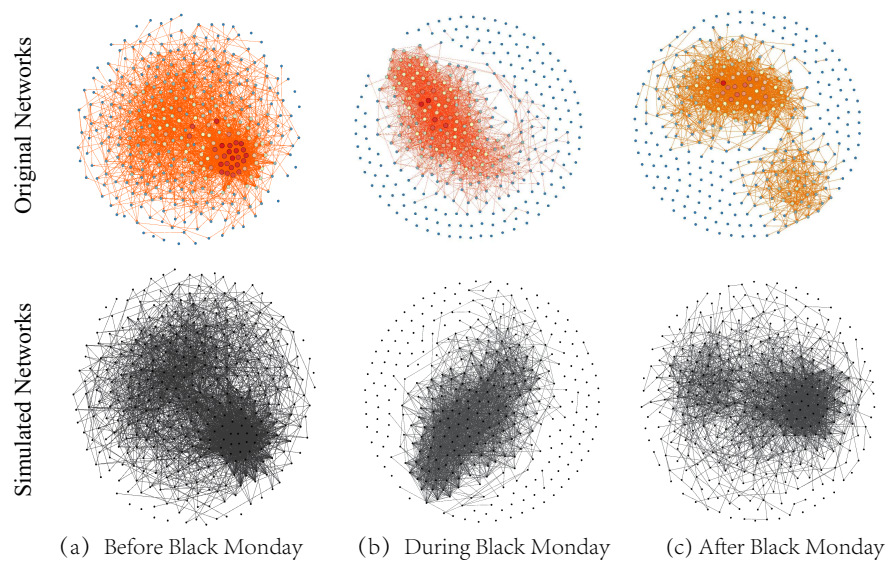 Original Networks
Simulated Networks
(a) Before Black Monday
(b) During Black Monday
(c) After Black Monday